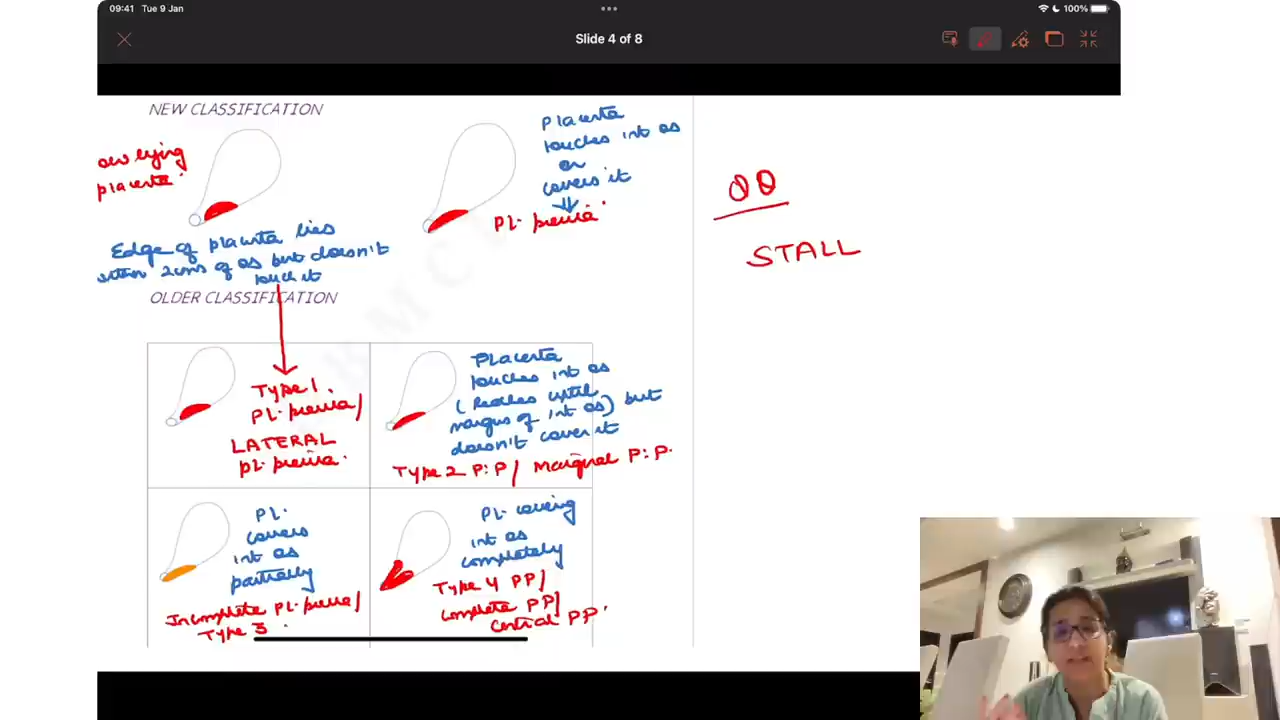 09:41 Tue 9 Jan
100%
Slide 4 of 8
NEW CLASSIFICATION
ow lying
placenta
Edge of placenta lies
within 2cms of os but doesn't
touch it
Placenta
touches int os
or
covers it
PL. previa
OLDER CLASSIFICATION
Type 1.
PL. previa/
LATERAL
pL. previa.
Placenta
touches int os
(Reaches until
margin of int os) but
doesn't cover it
Type 2 P.P/ Marginal P.P.
PL.
covers
int os
partially
Incomplete PL. previa/
Type 3
PL. covering
int os
completely
Type 4 PP/
Complete PP/
Central PP.
STALL